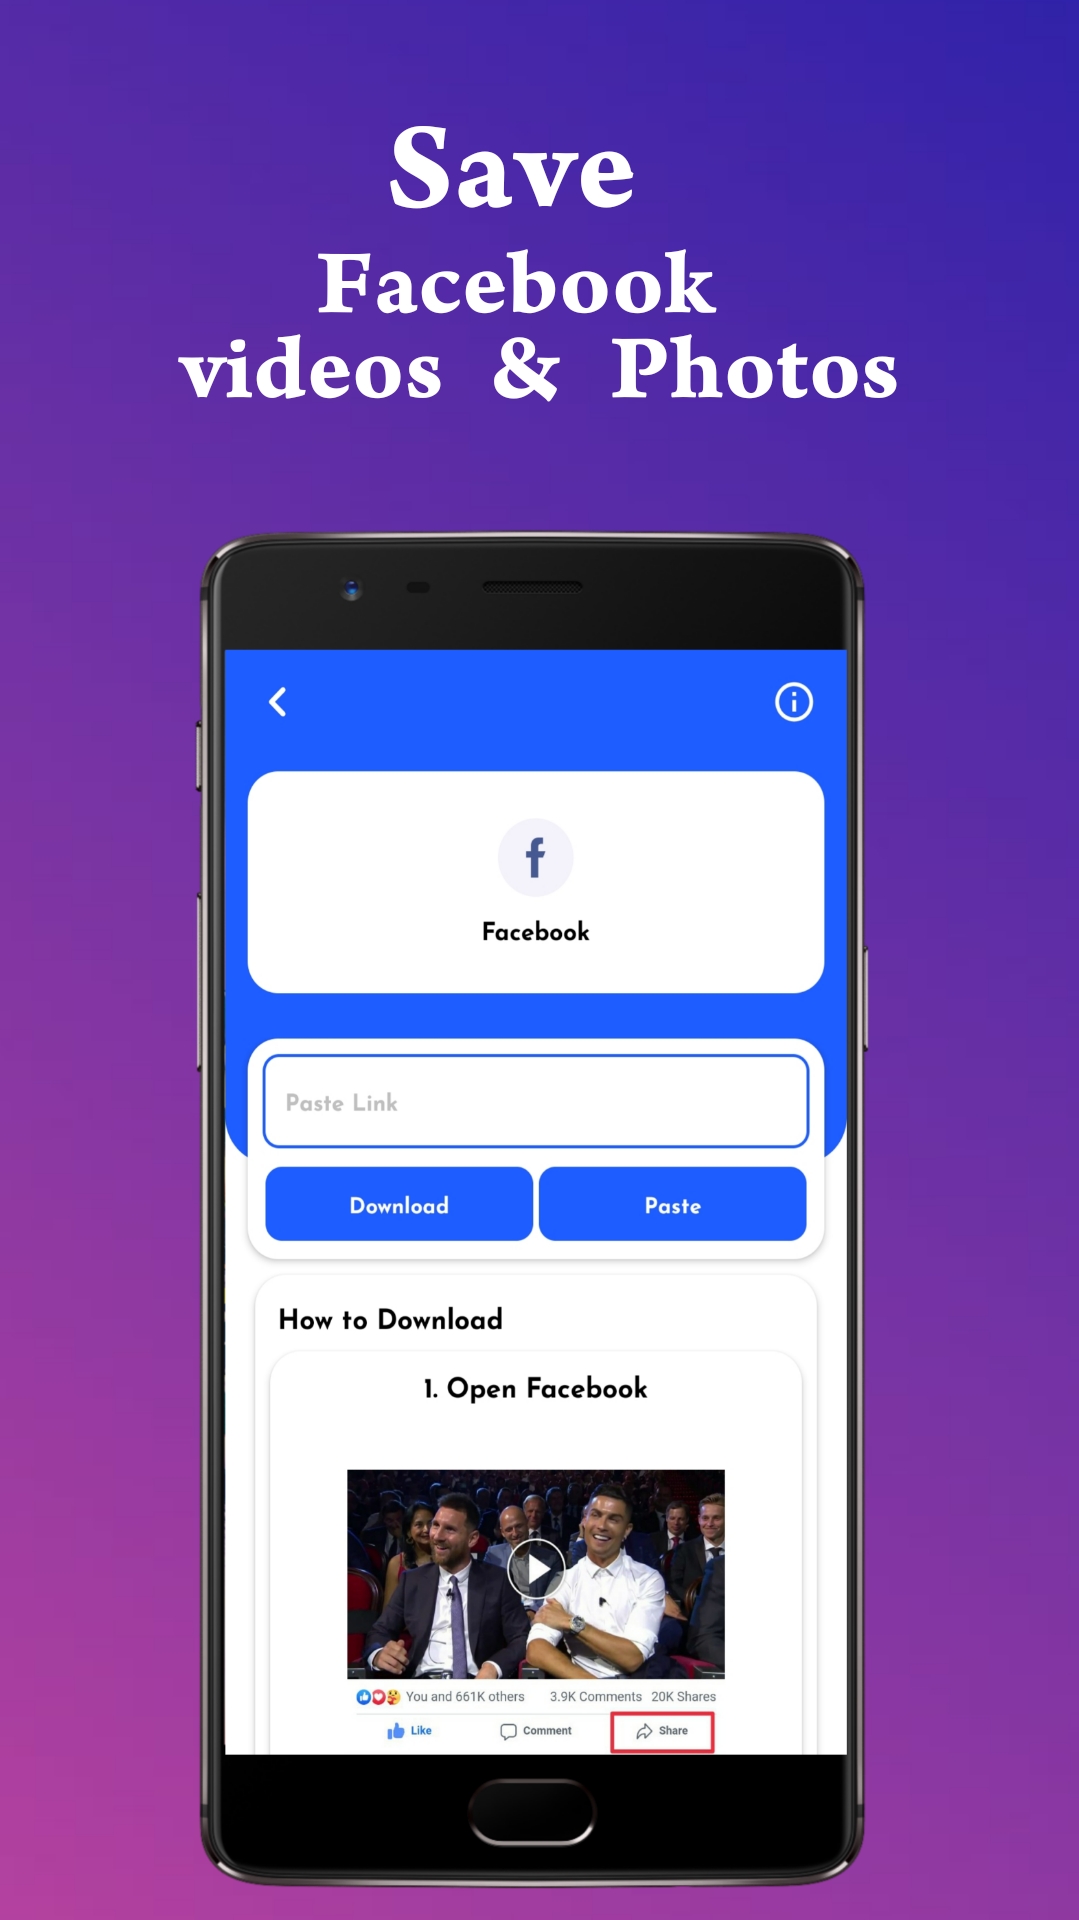 Save
Facebook
videos & Photos
Facebook
Paste Link
Download Paste
How to Download
1. Open Facebook
You and 661K others 3.9K Comments 20K Shares
Like Comment Share